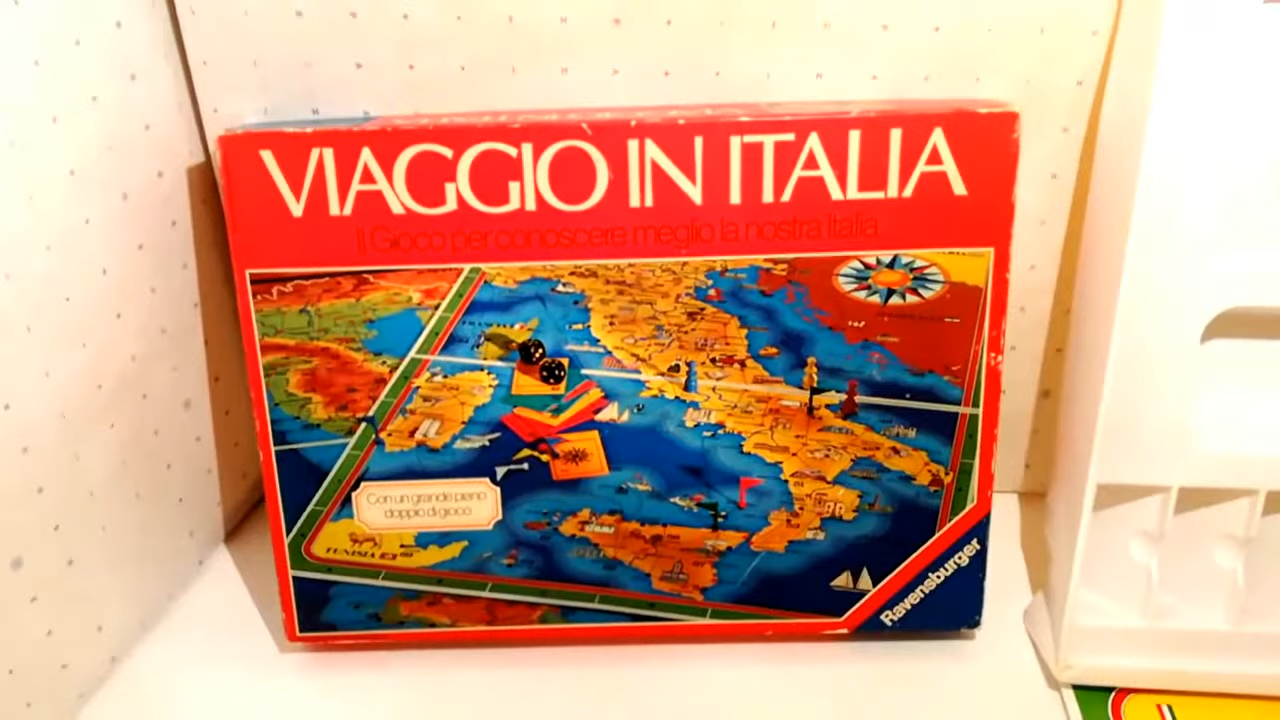 VIAGGIO IN ITALIA
Il Gioco per conoscere meglio la nostra Italia
Con un grande piano
doppio di gioco
TUNISIA
Ravensburger